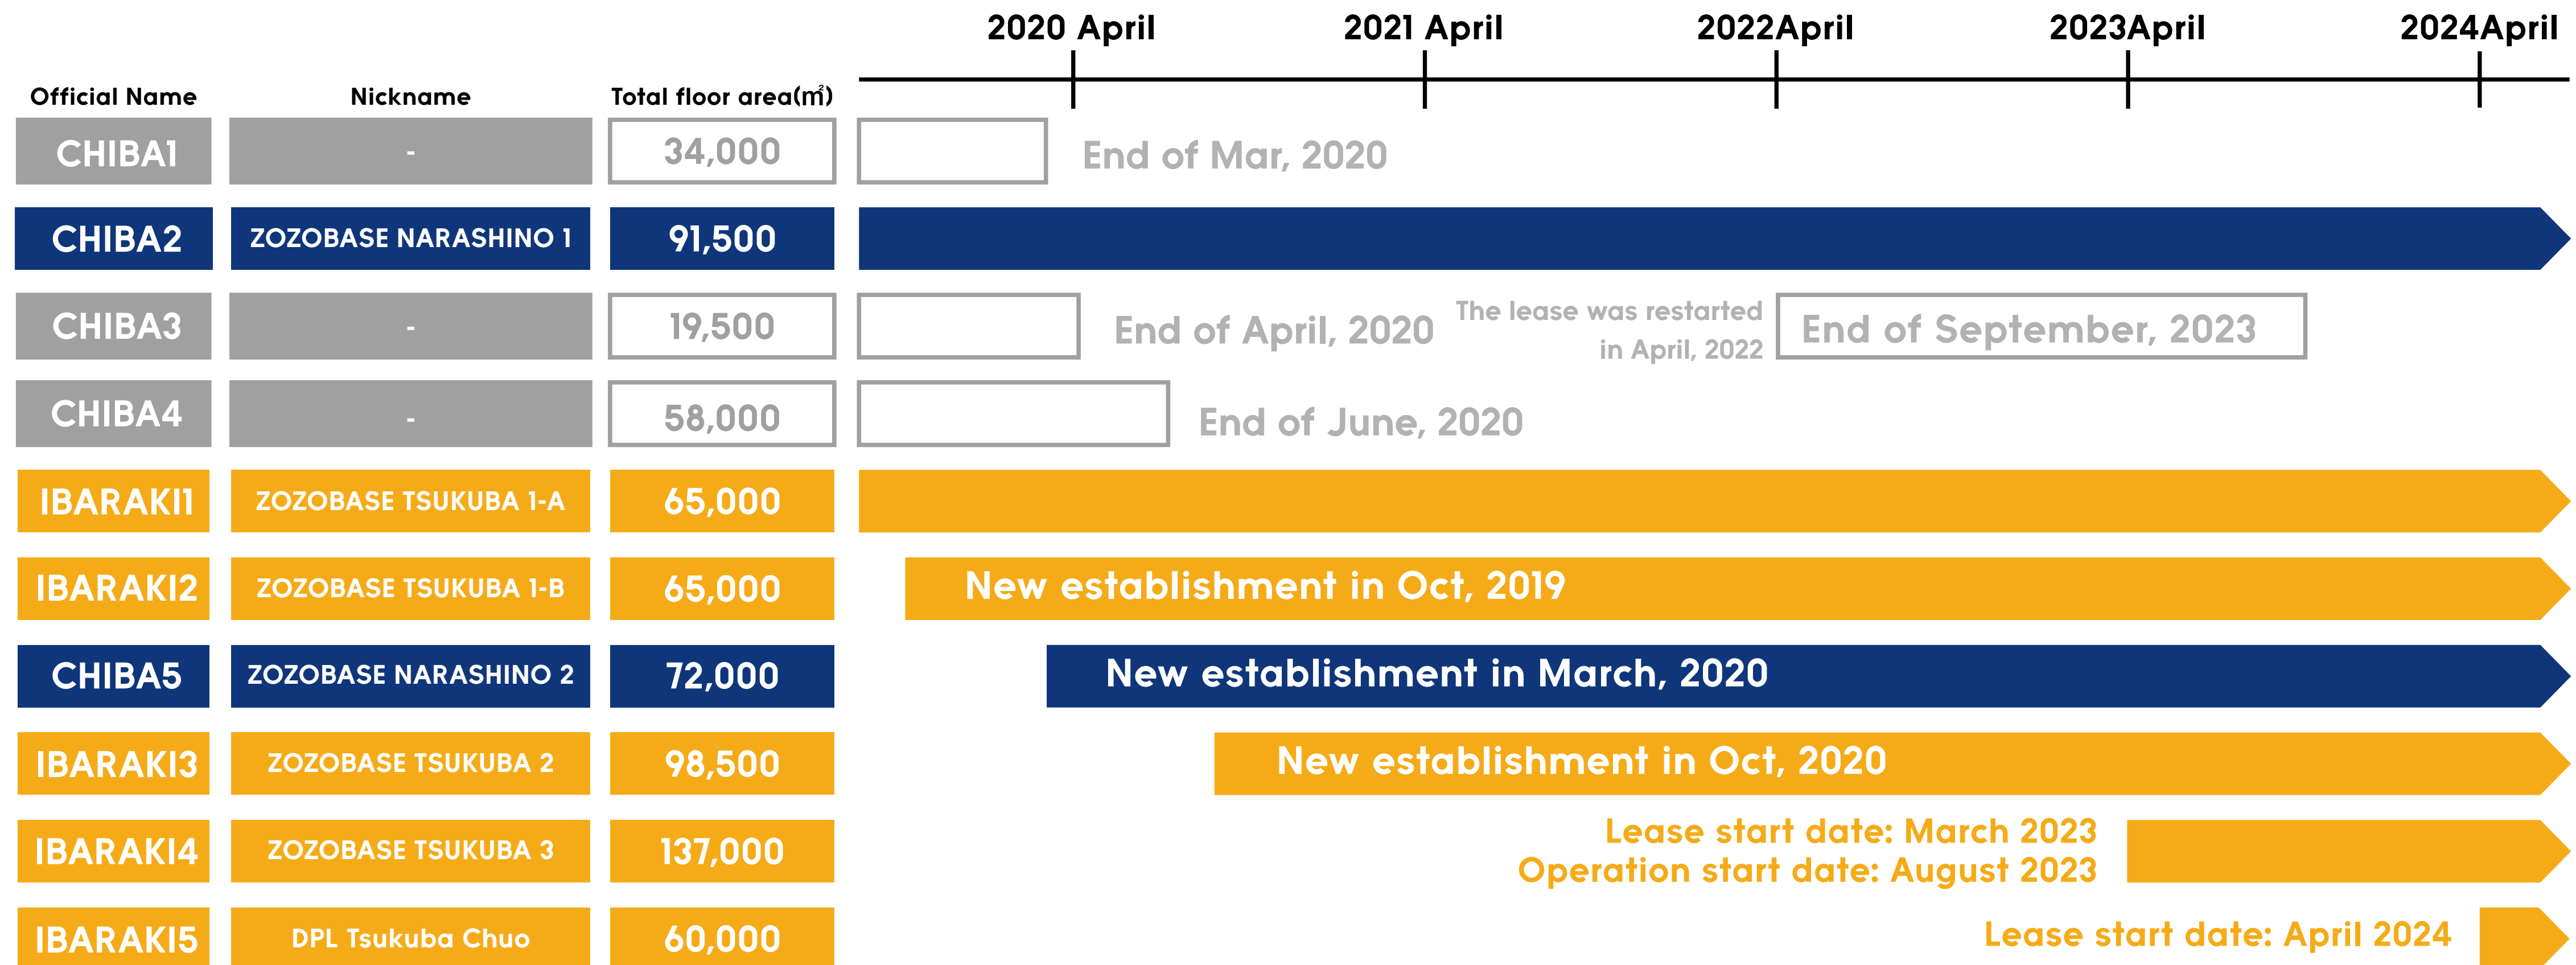 2020 April 2021 April 2022April 2023April 2024April
Official Name Nickname Total floor area(㎡)
CHIBA1 - 34,000 End of Mar, 2020
CHIBA2 ZOZOBASE NARASHINO 1 91,500
CHIBA3 - 19,500 End of April, 2020 The lease was restarted
in April, 2022 End of September, 2023
CHIBA4 - 58,000 End of June, 2020
IBARAKI1 ZOZOBASE TSUKUBA 1-A 65,000
IBARAKI2 ZOZOBASE TSUKUBA 1-B 65,000 New establishment in Oct, 2019
CHIBA5 ZOZOBASE NARASHINO 2 72,000 New establishment in March, 2020
IBARAKI3 ZOZOBASE TSUKUBA 2 98,500 New establishment in Oct, 2020
IBARAKI4 ZOZOBASE TSUKUBA 3 137,000 Lease start date: March 2023
Operation start date: August 2023
IBARAKI5 DPL Tsukuba Chuo 60,000 Lease start date: April 2024